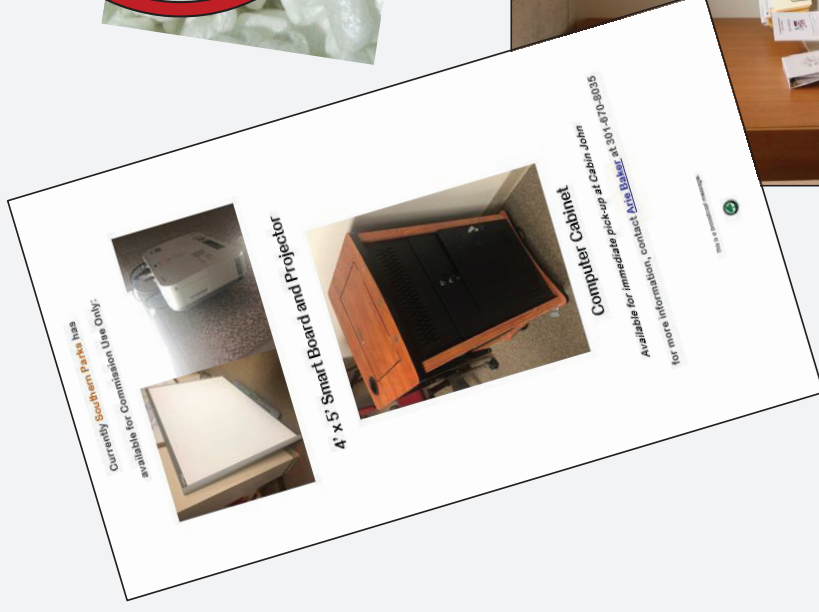 Currently Southern Parks has
available for Commission Use Only:
4' x 5' Smart Board and Projector
Computer Cabinet
Available for immediate pick-up at Cabin John
for more information, contact Arie Baker at 301-670-8035